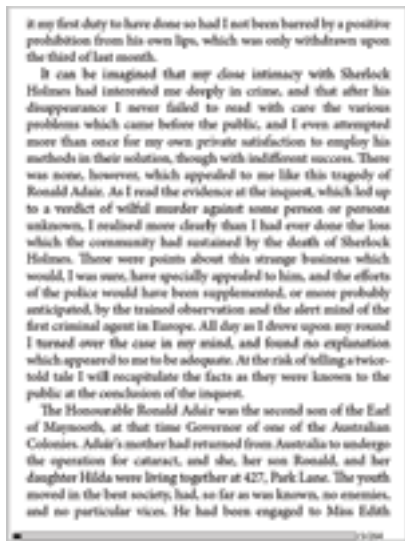 it my first duty to have done so had I not been barred by a positive
prohibition from his own lips, which was only withdrawn upon
the third of last month.
It can be imagined that my close intimacy with Sherlock
Holmes had interested me deeply in crime, and that after his
disappearance I never failed to read with care the various
problems which came before the public, and I even attempted
more than once for my own private satisfaction to employ his
methods in their solution, though with indifferent success. There
was none, however, which appealed to me like this tragedy of
Ronald Adair. As I read the evidence at the inquest, which led up
to a verdict of wilful murder against some person or persons
unknown, I realised more clearly than I had ever done the loss
which the community had sustained by the death of Sherlock
Holmes. There were points about this strange business which
would, I was sure, have specially appealed to him, and the efforts
of the police would have been supplemented, or more probably
anticipated, by the trained observation and the alert mind of the
first criminal agent in Europe. All day as I drove upon my round
I turned over the case in my mind, and found no explanation
which appeared to me to be adequate. At the risk of telling a twice-
told tale I will recapitulate the facts as they were known to the
public at the conclusion of the inquest.
The Honourable Ronald Adair was the second son of the Earl
of Maynooth, at that time Governor of one of the Australian
Colonies. Adair's mother had returned from Australia to undergo
the operation for cataract, and she, her son Ronald, and her
daughter Hilda were living together at 427, Park Lane. The youth
moved in the best society, had, so far as was known, no enemies,
and no particular vices. He had been engaged to Miss Edith